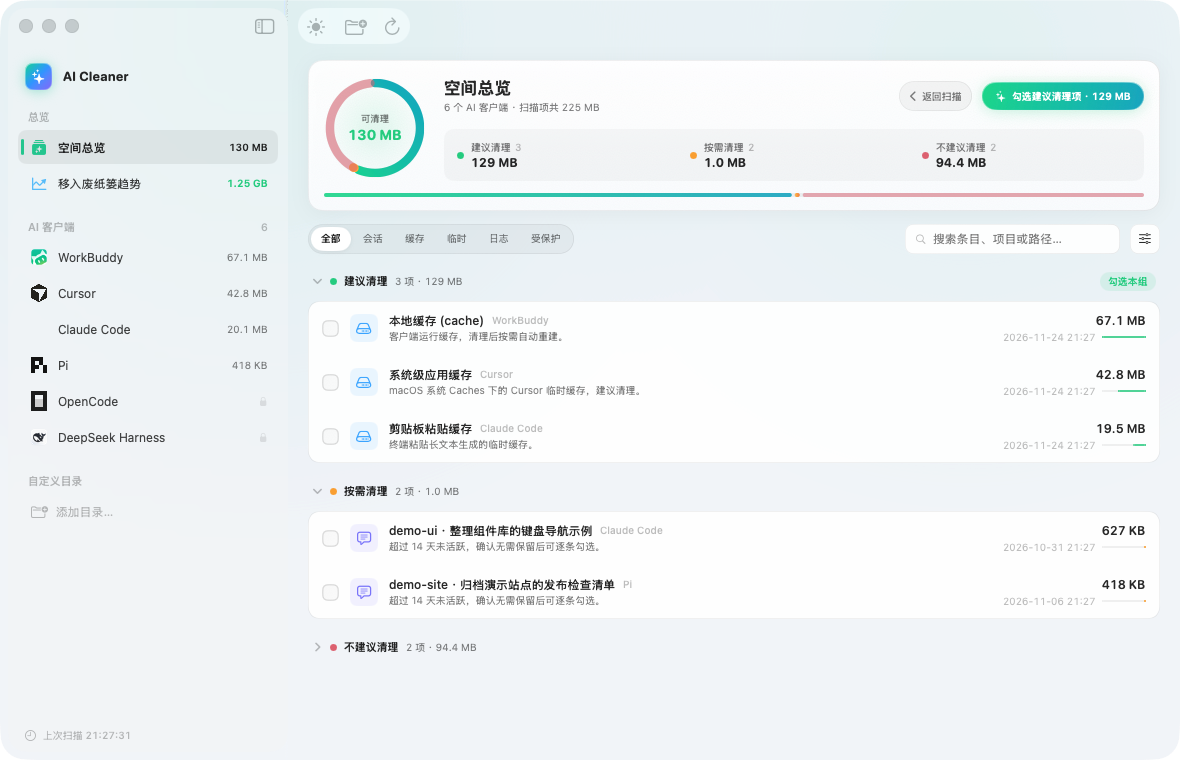 AI Cleaner
总览
空间总览 130 MB
移入废纸篓趋势 1.25 GB
AI 客户端 6
WorkBuddy 67.1 MB
Cursor 42.8 MB
Claude Code 20.1 MB
Pi 418 KB
OpenCode
DeepSeek Harness
自定义目录
添加目录...
上次扫描 21:27:31
可清理
130 MB
空间总览
6 个 AI 客户端 · 扫描项共 225 MB
返回扫描
勾选建议清理项 · 129 MB
建议清理 3
129 MB
按需清理 2
1.0 MB
不建议清理 2
94.4 MB
全部 会话 缓存 临时 日志 受保护
搜索条目、项目或路径...
建议清理 3 项 · 129 MB
勾选本组
本地缓存 (cache) WorkBuddy 67.1 MB
客户端运行缓存，清理后按需自动重建。 2026-11-24 21:27
系统级应用缓存 Cursor 42.8 MB
macOS 系统 Caches 下的 Cursor 临时缓存，建议清理。 2026-11-24 21:27
剪贴板粘贴缓存 Claude Code 19.5 MB
终端粘贴长文本生成的临时缓存。 2026-11-24 21:27
按需清理 2 项 · 1.0 MB
demo-ui · 整理组件库的键盘导航示例 Claude Code 627 KB
超过 14 天未活跃，确认无需保留后可逐条勾选。 2026-10-31 21:27
demo-site · 归档演示站点的发布检查清单 Pi 418 KB
超过 14 天未活跃，确认无需保留后可逐条勾选。 2026-11-06 21:27
不建议清理 2 项 · 94.4 MB